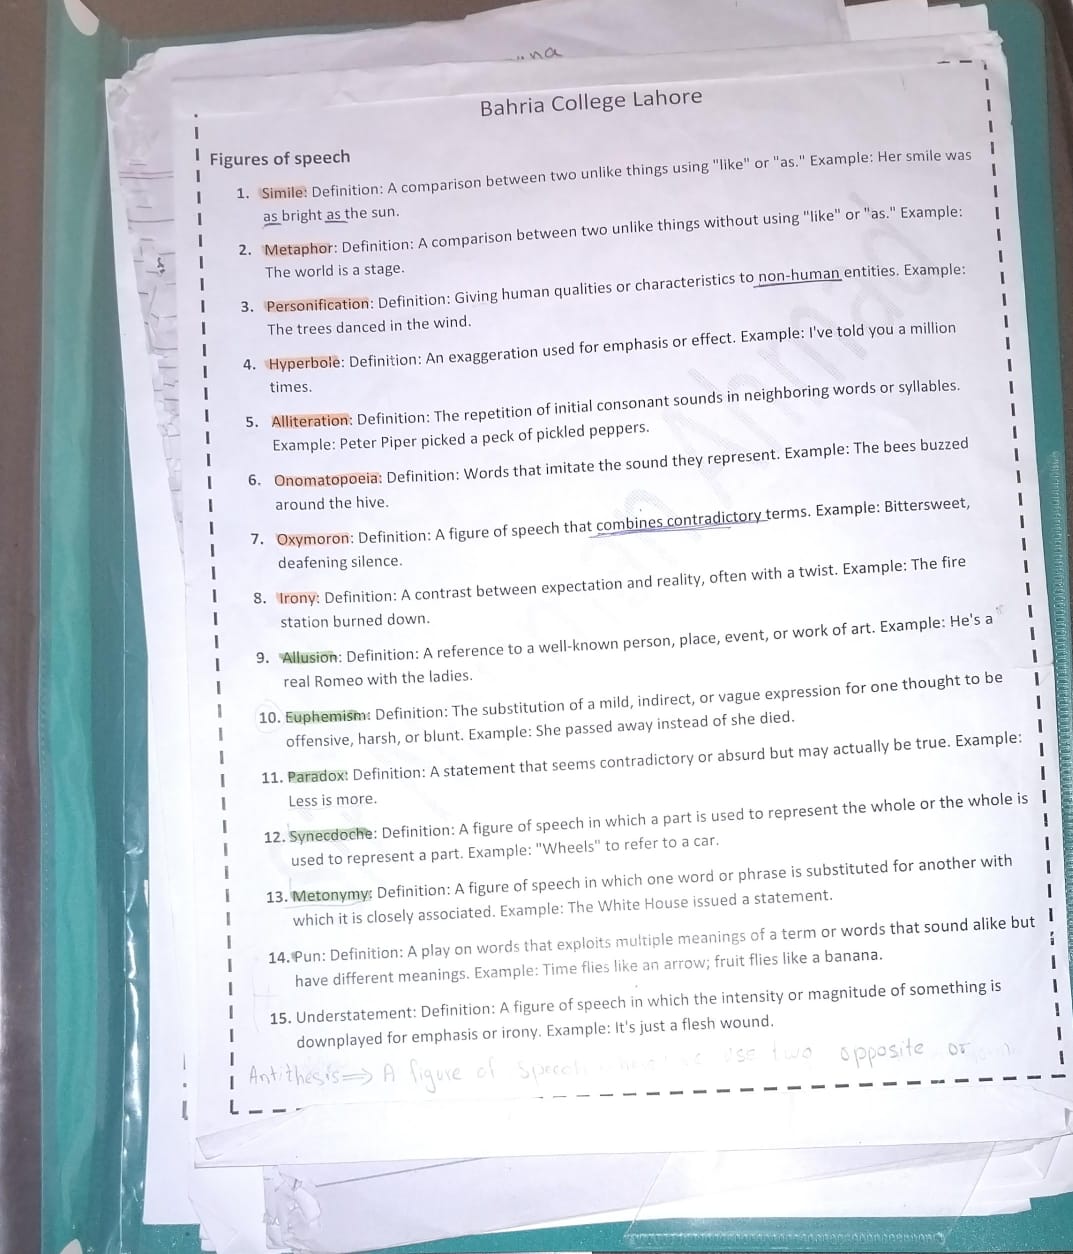 na
Bahria College Lahore
Figures of speech
1. Simile: Definition: A comparison between two unlike things using "like" or "as." Example: Her smile was
as bright as the sun.
2. Metaphor: Definition: A comparison between two unlike things without using "like" or "as." Example:
The world is a stage.
3. Personification: Definition: Giving human qualities or characteristics to non-human entities. Example:
The trees danced in the wind.
4. Hyperbole: Definition: An exaggeration used for emphasis or effect. Example: I've told you a million
times.
5. Alliteration: Definition: The repetition of initial consonant sounds in neighboring words or syllables.
Example: Peter Piper picked a peck of pickled peppers.
6. Onomatopoeia: Definition: Words that imitate the sound they represent. Example: The bees buzzed
around the hive.
7. Oxymoron: Definition: A figure of speech that combines contradictory terms. Example: Bittersweet,
deafening silence.
8. Irony: Definition: A contrast between expectation and reality, often with a twist. Example: The fire
station burned down.
9. Allusion: Definition: A reference to a well-known person, place, event, or work of art. Example: He's a
real Romeo with the ladies.
10. Euphemism: Definition: The substitution of a mild, indirect, or vague expression for one thought to be
offensive, harsh, or blunt. Example: She passed away instead of she died.
11. Paradox: Definition: A statement that seems contradictory or absurd but may actually be true. Example:
Less is more.
12. Synecdoche: Definition: A figure of speech in which a part is used to represent the whole or the whole is
used to represent a part. Example: "Wheels" to refer to a car.
13. Metonymy: Definition: A figure of speech in which one word or phrase is substituted for another with
which it is closely associated. Example: The White House issued a statement.
14. Pun: Definition: A play on words that exploits multiple meanings of a term or words that sound alike but
have different meanings. Example: Time flies like an arrow; fruit flies like a banana.
15. Understatement: Definition: A figure of speech in which the intensity or magnitude of something is
downplayed for emphasis or irony. Example: It's just a flesh wound.
Antithesis => A figure of Speech use two opposite or